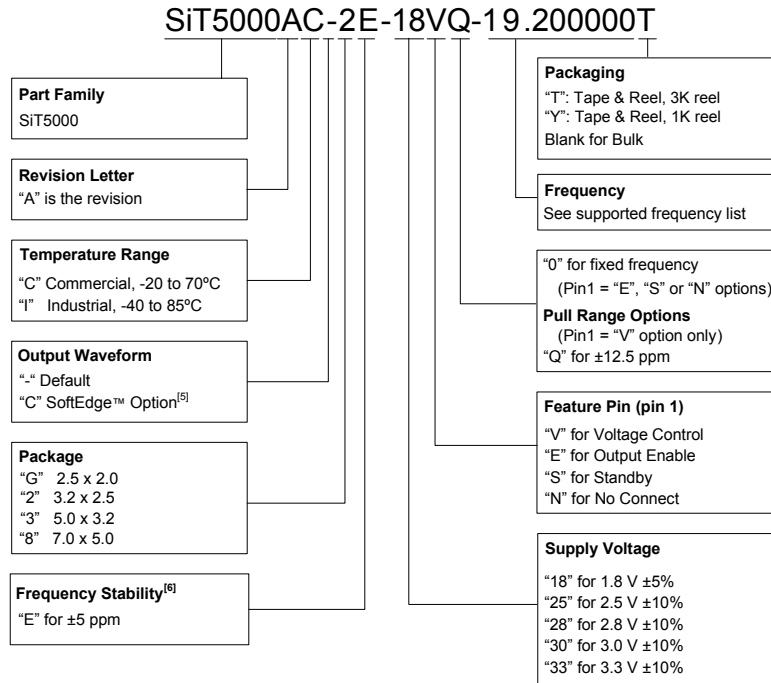 SiT5000AC-2E-18VQ-19.200000T
Part Family
SiT5000
Revision Letter
“A” is the revision
Temperature Range
“C” Commercial, -20 to 70ºC
“I” Industrial, -40 to 85ºC
Output Waveform
“-“ Default
“C” SoftEdge™ Option[5]
Package
“G” 2.5 x 2.0
“2” 3.2 x 2.5
“3” 5.0 x 3.2
“8” 7.0 x 5.0
Frequency Stability[6]
“E” for ±5 ppm
Packaging
“T”: Tape & Reel, 3K reel
“Y”: Tape & Reel, 1K reel
Blank for Bulk
Frequency
See supported frequency list
“0” for fixed frequency
(Pin1 = “E”, “S” or “N” options)
Pull Range Options
(Pin1 = “V” option only)
“Q” for ±12.5 ppm
Feature Pin (pin 1)
“V” for Voltage Control
“E” for Output Enable
“S” for Standby
“N” for No Connect
Supply Voltage
“18” for 1.8 V ±5%
“25” for 2.5 V ±10%
“28” for 2.8 V ±10%
“30” for 3.0 V ±10%
“33” for 3.3 V ±10%